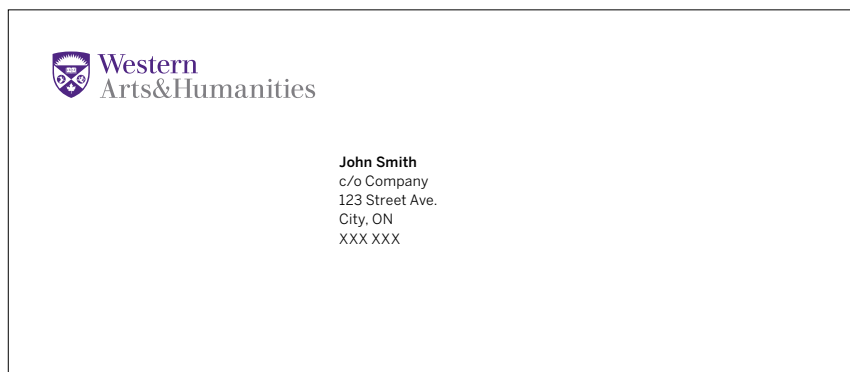 Western
Arts&Humanities
John Smith
c/o Company
123 Street Ave.
City, ON
XXX XXX